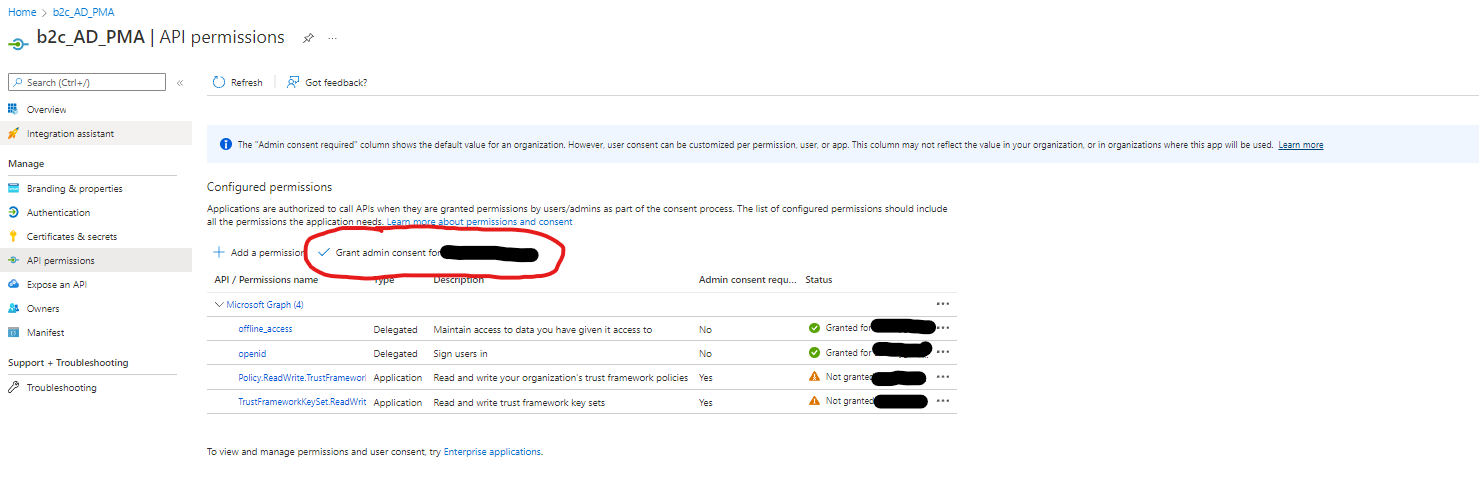 Home > b2c_AD_PMA
b2c_AD_PMA | API permissions
Search (Ctrl+/)
Refresh
Got feedback?
Overview
Integration assistant
Manage
Branding & properties
Authentication
Certificates & secrets
API permissions
Expose an API
Owners
Manifest
Support + Troubleshooting
Troubleshooting
The "Admin consent required" column shows the default value for an organization. However, user consent can be customized per permission, user, or app. This column may not reflect the value in your organization, or in organizations where this app will be used. Learn more
Configured permissions
Applications are authorized to call APIs when they are granted permissions by users/admins as part of the consent process. The list of configured permissions should include
all the permissions the application needs. Learn more about permissions and consent
Add a permission Grant admin consent for
API / Permissions name Type Description Admin consent requ... Status
Microsoft Graph (4)
offline_access Delegated Maintain access to data you have given it access to No Granted for
openid Delegated Sign users in No Granted for
Policy.ReadWrite.TrustFramework Application Read and write your organization's trust framework policies Yes Not granted
TrustFrameworkKeySet.ReadWrit Application Read and write trust framework key sets Yes Not granted
To view and manage permissions and user consent, try Enterprise applications.